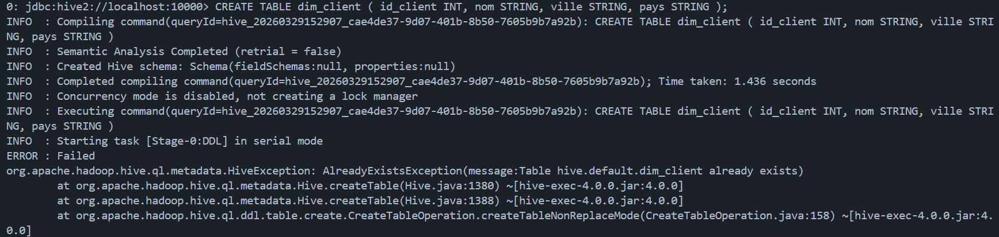 0: jdbc:hive2://localhost:10000> CREATE TABLE dim_client ( id_client INT, nom STRING, ville STRING, pays STRING );
INFO  : Compiling command(queryId=hive_20260329152907_cae4de37-9d07-401b-8b50-7605b9b7a92b): CREATE TABLE dim_client ( id_client INT, nom STRING, ville STRI
NG, pays STRING )
INFO  : Semantic Analysis Completed (retrial = false)
INFO  : Created Hive schema: Schema(fieldSchemas:null, properties:null)
INFO  : Completed compiling command(queryId=hive_20260329152907_cae4de37-9d07-401b-8b50-7605b9b7a92b); Time taken: 1.436 seconds
INFO  : Concurrency mode is disabled, not creating a lock manager
INFO  : Executing command(queryId=hive_20260329152907_cae4de37-9d07-401b-8b50-7605b9b7a92b): CREATE TABLE dim_client ( id_client INT, nom STRING, ville STRI
NG, pays STRING )
INFO  : Starting task [Stage-0:DDL] in serial mode
ERROR : Failed
org.apache.hadoop.hive.ql.metadata.HiveException: AlreadyExistsException(message:Table hive.default.dim_client already exists)
        at org.apache.hadoop.hive.ql.metadata.Hive.createTable(Hive.java:1380) ~[hive-exec-4.0.0.jar:4.0.0]
        at org.apache.hadoop.hive.ql.metadata.Hive.createTable(Hive.java:1388) ~[hive-exec-4.0.0.jar:4.0.0]
        at org.apache.hadoop.hive.ql.ddl.table.create.CreateTableOperation.createTableNonReplaceMode(CreateTableOperation.java:158) ~[hive-exec-4.0.0.jar:4.
0.0]